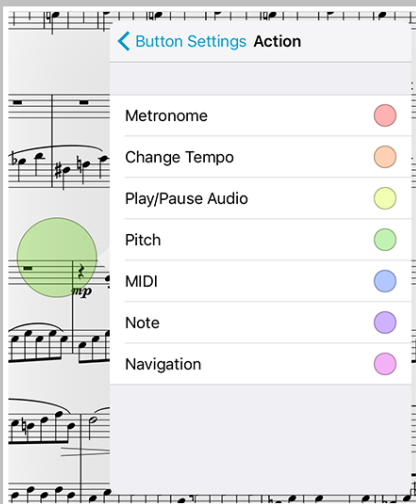 Button Settings Action
Metronome
Change Tempo
Play/Pause Audio
Pitch
MIDI
Note
Navigation
mp